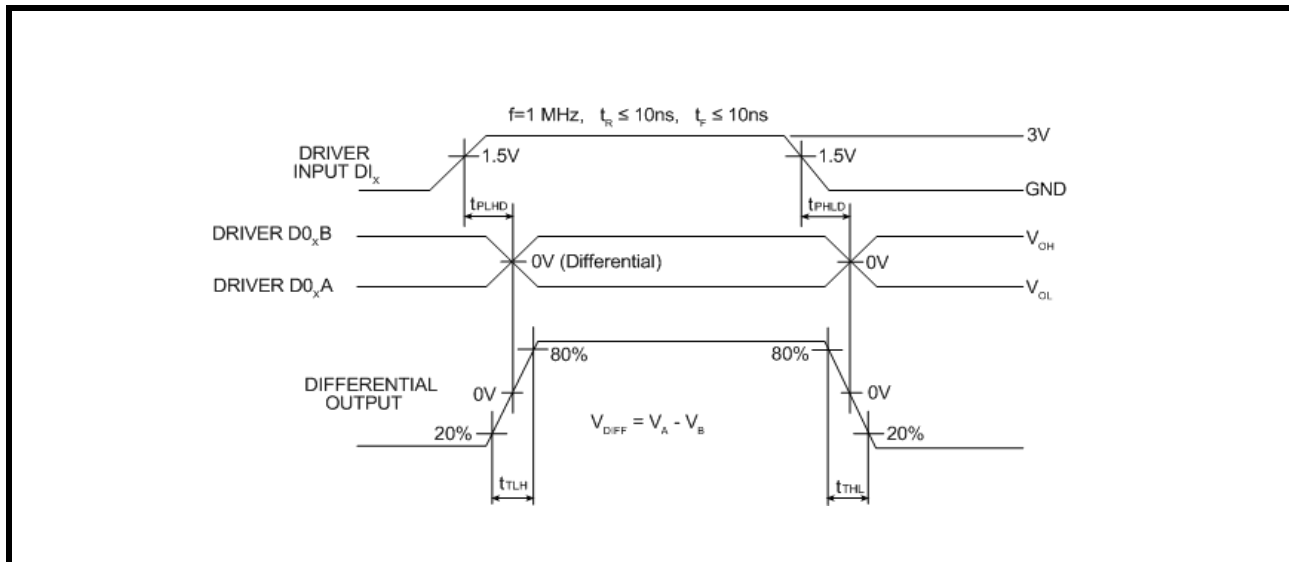 f=1 MHz, tR ≤ 10ns, tF ≤ 10ns
3V
DRIVER
INPUT DIX
1.5V
1.5V
GND
tPLHD
tPHLD
DRIVER D0XB
VOH
0V (Differential)
0V
DRIVER D0XA
VOL
80%
80%
DIFFERENTIAL
OUTPUT
0V
0V
VDIFF = VA - VB
20%
20%
tTLH
tTHL